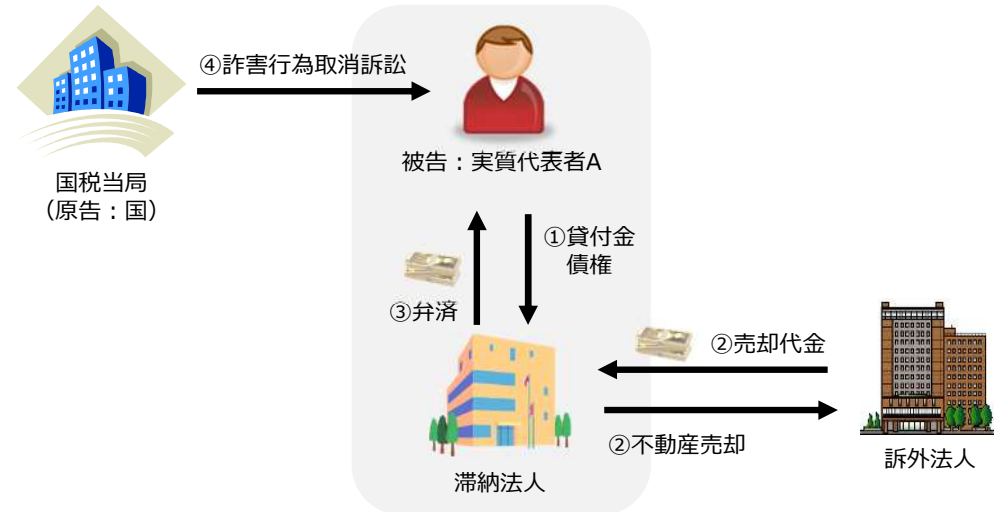 ④詐害行為取消訴訟
被告：実質代表者A
国税当局
（原告：国）
①貸付金
債権
③弁済
②売却代金
②不動産売却
訴外法人
滞納法人